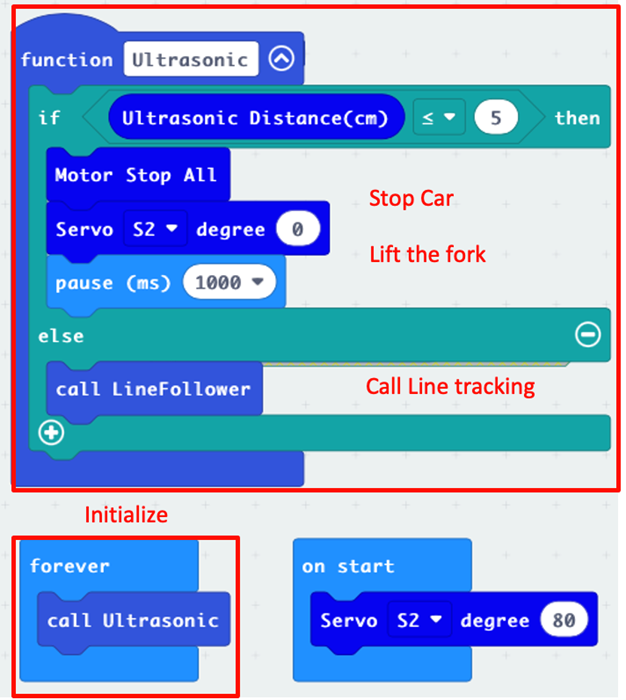 function Ultrasonic
if Ultrasonic Distance(cm) ≤ 5 then
Motor Stop All
Stop Car
Servo S2 degree 0
Lift the fork
pause (ms) 1000
else
call LineFollower
Call Line tracking
Initialize
forever
call Ultrasonic
on start
Servo S2 degree 80